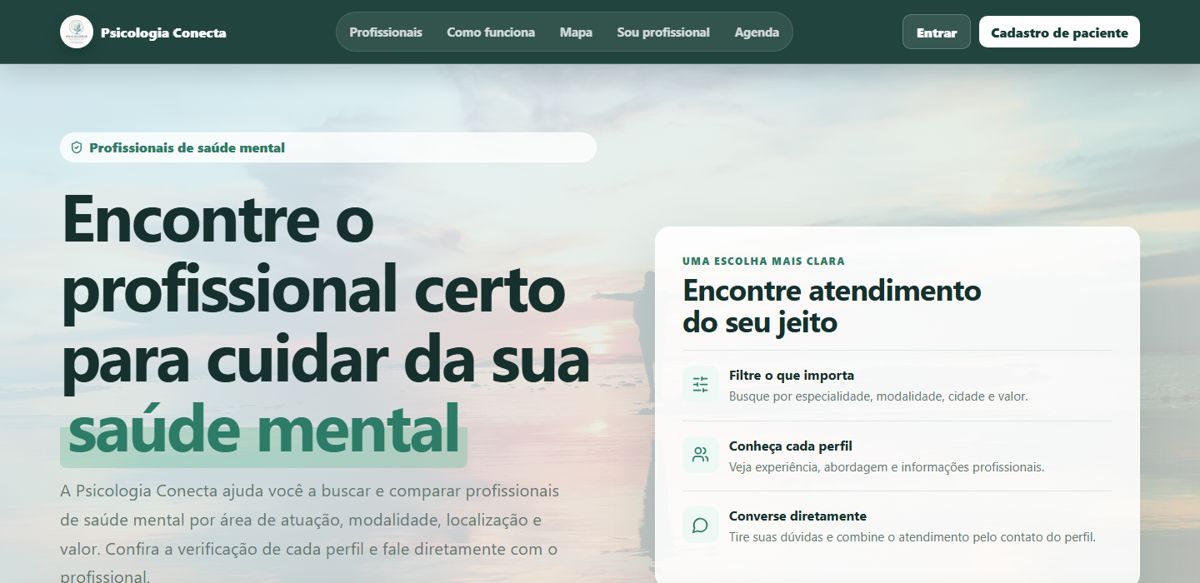 Psicologia Conecta
Profissionais
Como funciona
Mapa
Sou profissional
Agenda
Entrar
Cadastro de paciente
Profissionais de saúde mental
Encontre o
profissional certo
para cuidar da sua
saúde mental
A Psicologia Conecta ajuda você a buscar e comparar profissionais
de saúde mental por área de atuação, modalidade, localização e
valor. Confira a verificação de cada perfil e fale diretamente com o
profissional.
UMA ESCOLHA MAIS CLARA
Encontre atendimento
do seu jeito
Filtre o que importa
Busque por especialidade, modalidade, cidade e valor.
Conheça cada perfil
Veja experiência, abordagem e informações profissionais.
Converse diretamente
Tire suas dúvidas e combine o atendimento pelo contato do perfil.